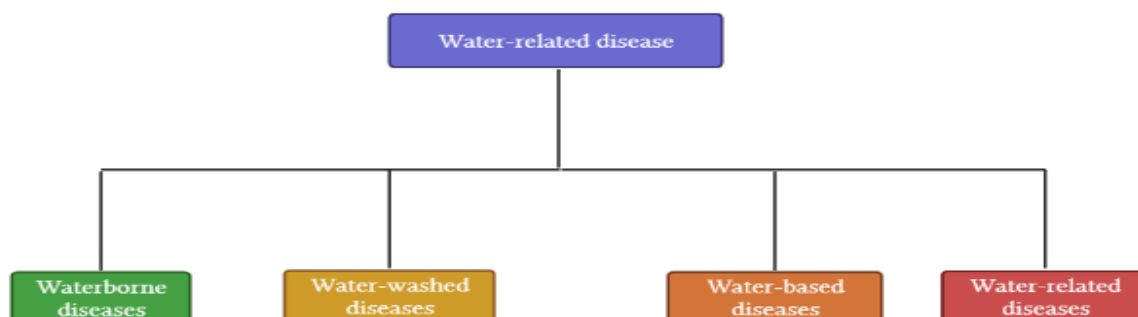 Water-related disease
Waterborne
diseases
Water-washed
diseases
Water-based
diseases
Water-related
diseases